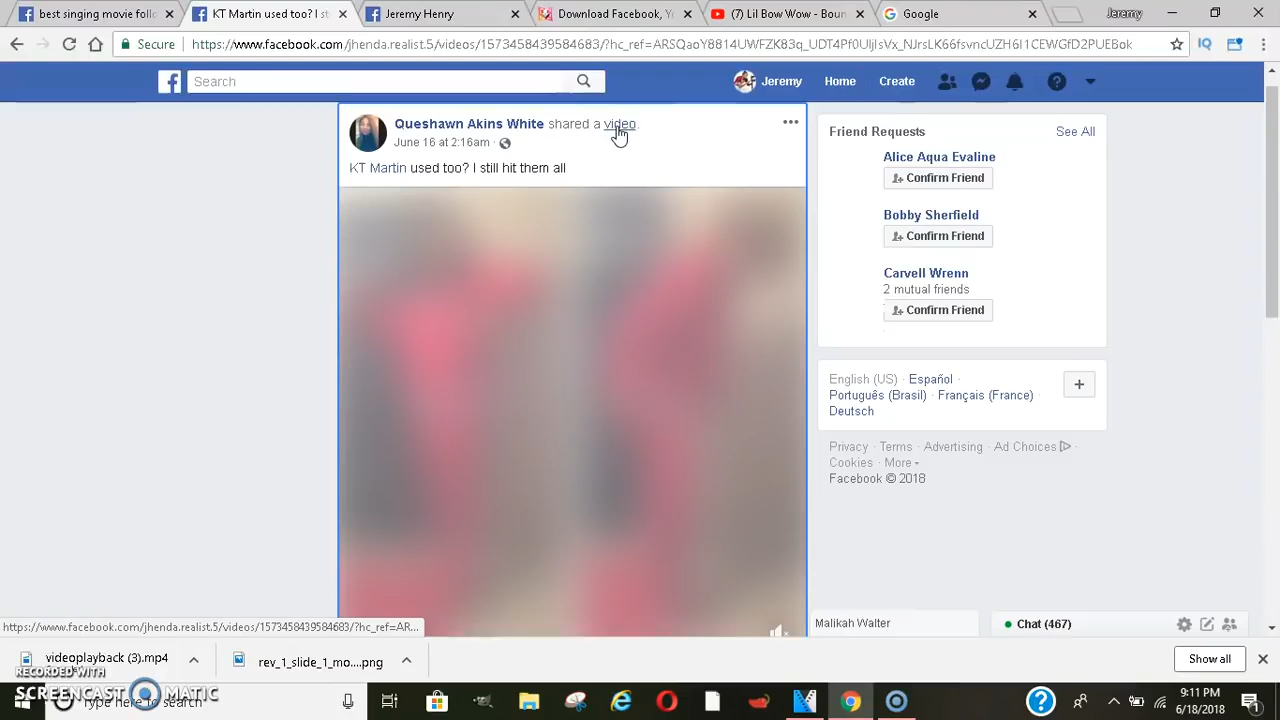 best singing movie follo
KT Martin used too? I st
Jeremy Henry
Download Facebook, Yo
(7) Lil Bow Wow - Boun
Google
Jeremy
Secure
https://www.facebook.com/jhenda.realist.5/videos/1573458439584683/?hc_ref=
Search
Jeremy
Home
Create
Queshawn Akins White shared a video.
June 16 at 2:16am
KT Martin used too? I still hit them all
Friend Requests
See All
Alice Aqua Evaline
Confirm Friend
Bobby Sherfield
Confirm Friend
Carvell Wrenn
2 mutual friends
Confirm Friend
English (US) · Español ·
Português (Brasil) · Français (France) ·
Deutsch
Privacy · Terms · Advertising · Ad Choices ·
Cookies · More
Facebook © 2018
https://www.facebook.com/jhenda.realist.5/videos/1573458439584683/?hc_ref=AR...
Malikah Walter
Chat (467)
videoplayback (3).mp4
rev_1_slide_1_mo....png
Show all
RECORDED WITH
SCREENCAST MATIC
Type here to search
9:11 PM
6/18/2018